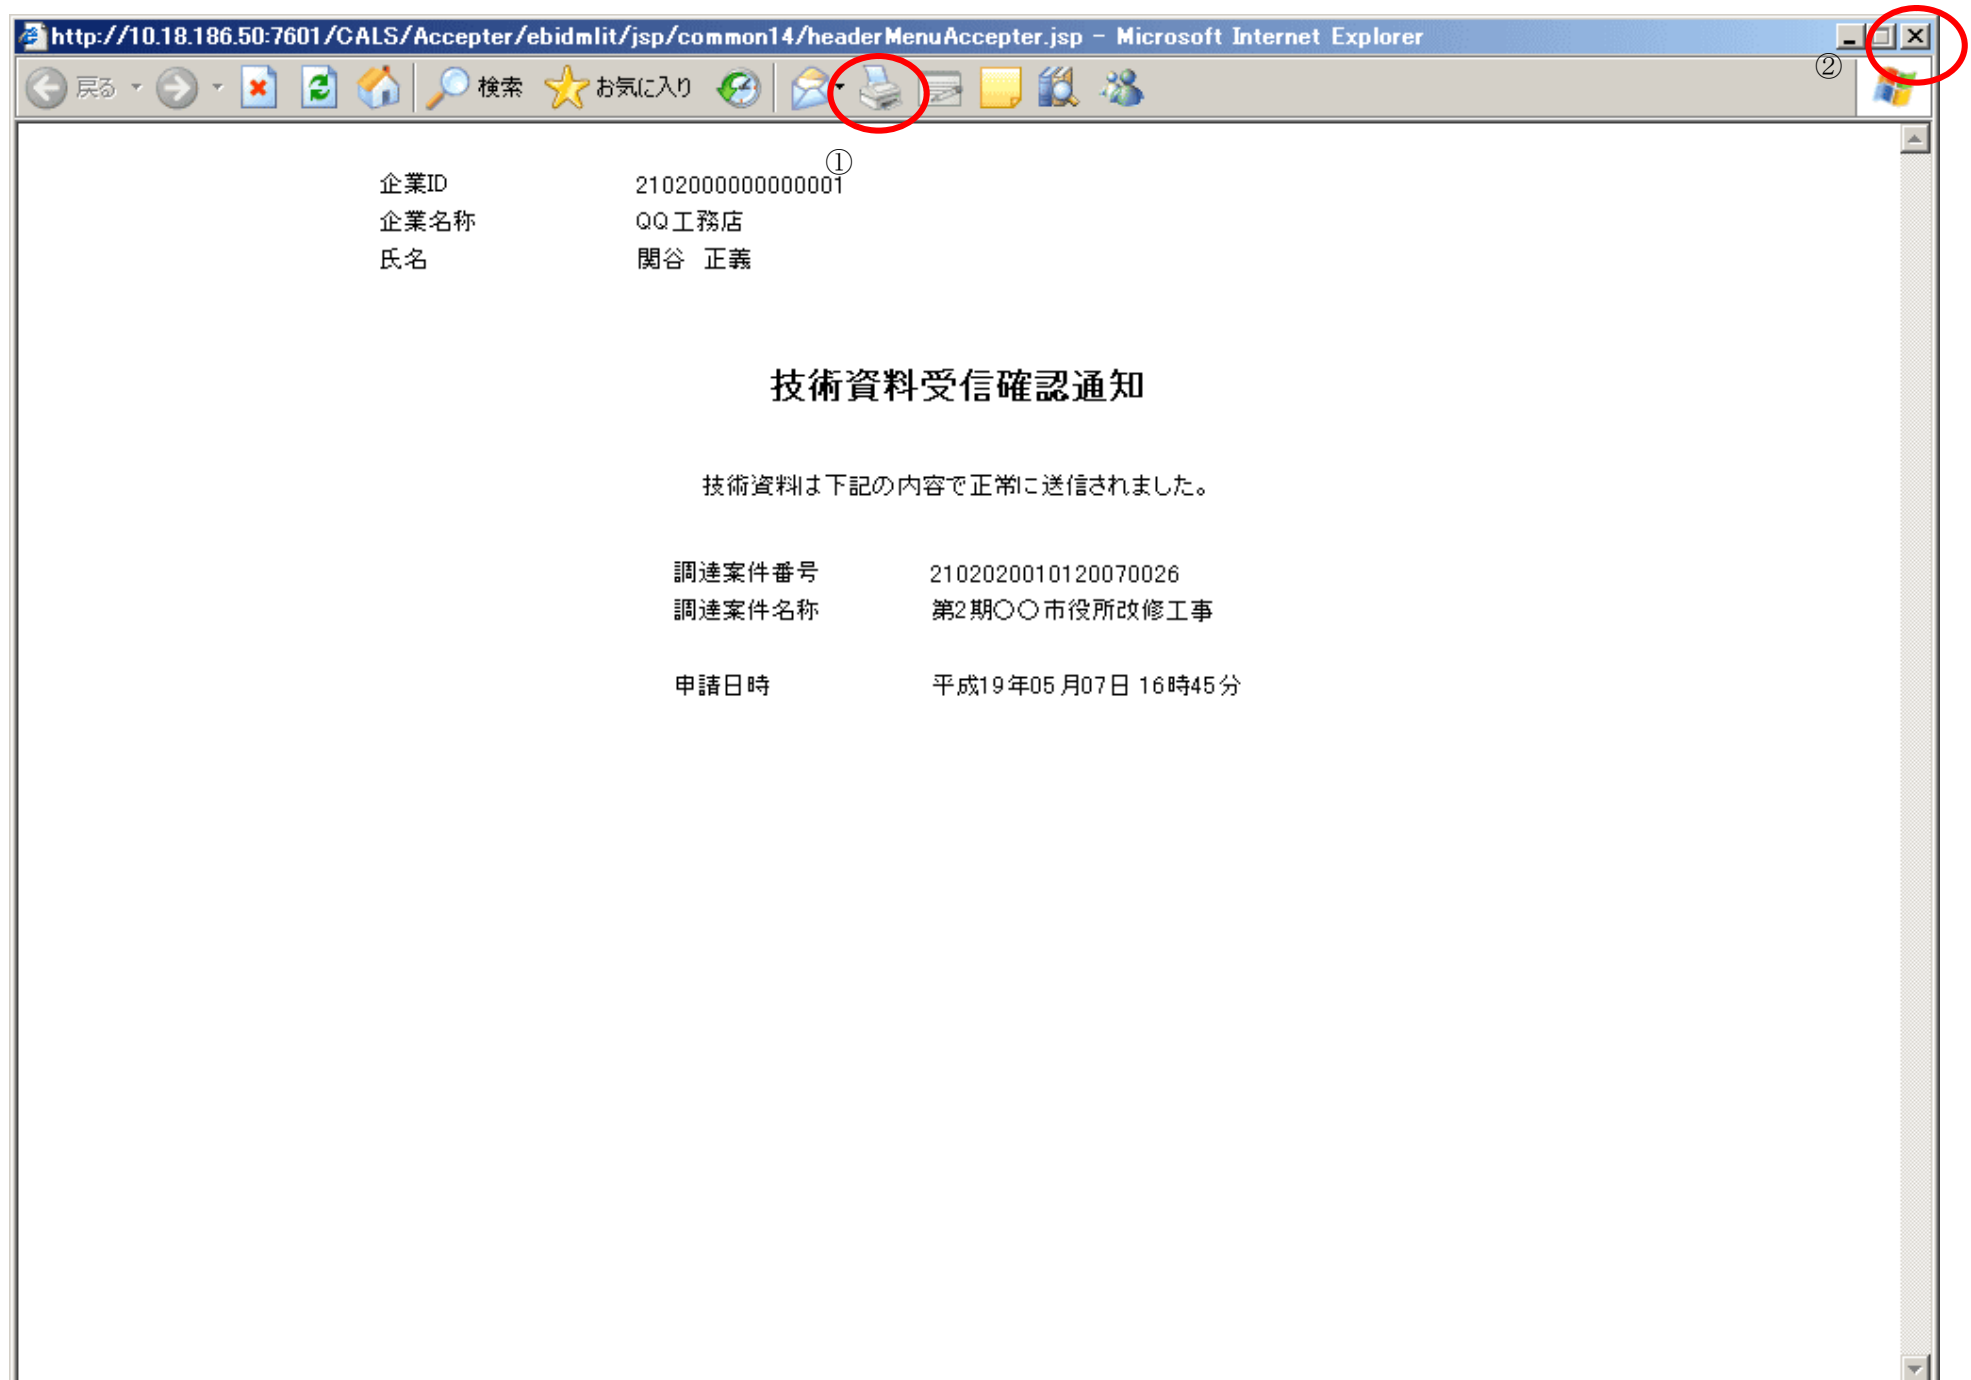 http://10.18.186.50:7601/CALS/Accepter/ebidmlit/jsp/common14/headerMenuAccepter.jsp - Microsoft Internet Explorer
戻る 検索 お気に入り ②
①
企業ID 2102000000000001
企業名称 QQ工務店
氏名 関谷 正義
技術資料受信確認通知
技術資料は下記の内容で正常に送信されました。
調達案件番号 2102020010120070026
調達案件名称 第2期〇〇市役所改修工事
申請日時 平成19年05月07日 16時45分